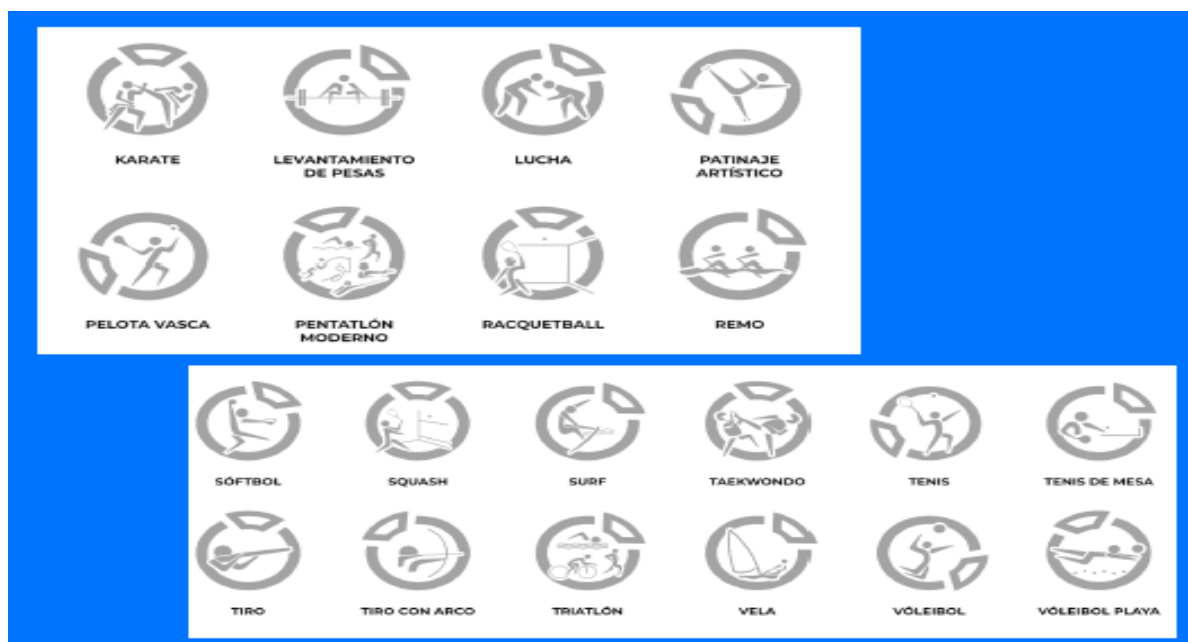 KARATE
LEVANTAMIENTO
DE PESAS
LUCHA
PATINAJE
ARTÍSTICO
PELOTA VASCA
PENTATLÓN
MODERNO
RACQUETBALL
REMO
SÓFTBOL
SQUASH
SURF
TAEKWONDO
TENIS
TENIS DE MESA
TIRO
TIRO CON ARCO
TRIATLÓN
VELA
VÓLEIBOL
VÓLEIBOL PLAYA